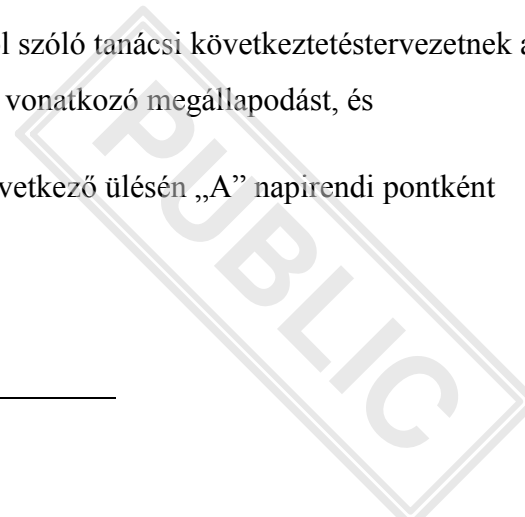 l szóló tanácsi következtetéstervezetnek a
vonatkozó megállapodást, és
vetkező ülésén „A” napirendi pontként
PUBLIC